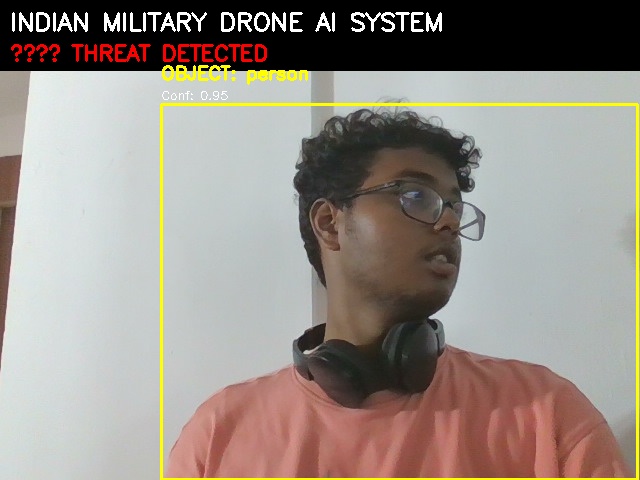 INDIAN MILITARY DRONE AI SYSTEM
???? THREAT DETECTED
OBJECT: person
Conf: 0.95